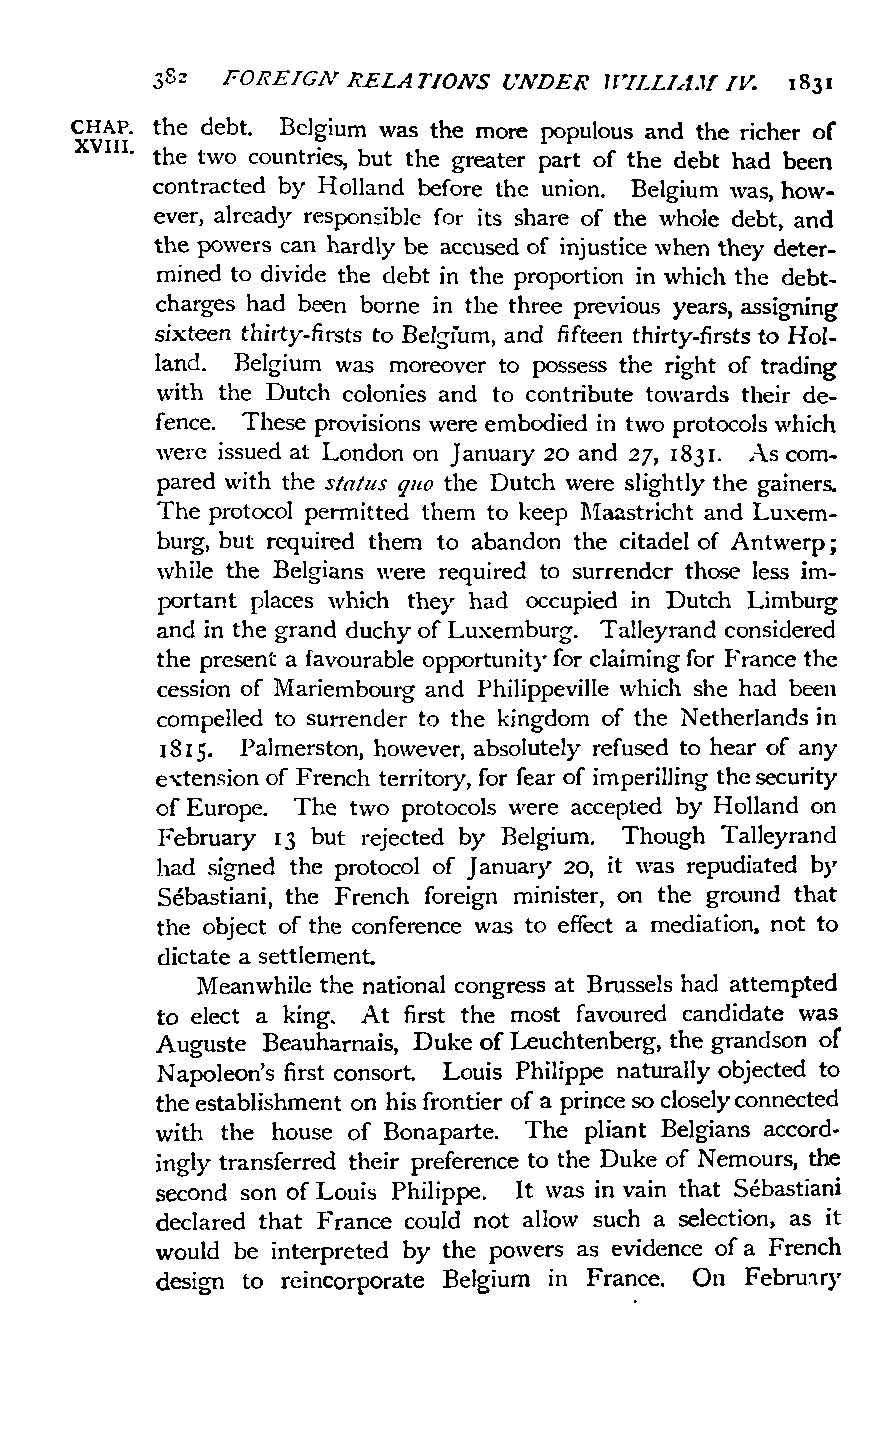 382 FOREIGN RELATIONS UNDER WILLIAM IV. 1831
CHAP. XVIII.
the debt. Belgium was the more populous and the richer of
the two countries, but the greater part of the debt had been
contracted by Holland before the union. Belgium was, how-
ever, already responsible for its share of the whole debt, and
the powers can hardly be accused of injustice when they deter-
mined to divide the debt in the proportion in which the debt-
charges had been borne in the three previous years, assigning
sixteen thirty-firsts to Belgium, and fifteen thirty-firsts to Hol-
land. Belgium was moreover to possess the right of trading
with the Dutch colonies and to contribute towards their de-
fence. These provisions were embodied in two protocols which
were issued at London on January 20 and 27, 1831. As com-
pared with the status quo the Dutch were slightly the gainers.
The protocol permitted them to keep Maastricht and Luxem-
burg, but required them to abandon the citadel of Antwerp;
while the Belgians were required to surrender those less im-
portant places which they had occupied in Dutch Limburg
and in the grand duchy of Luxemburg. Talleyrand considered
the present a favourable opportunity for claiming for France the
cession of Mariembourg and Philippeville which she had been
compelled to surrender to the kingdom of the Netherlands in
1815. Palmerston, however, absolutely refused to hear of any
extension of French territory, for fear of imperilling the security
of Europe. The two protocols were accepted by Holland on
February 13 but rejected by Belgium. Though Talleyrand
had signed the protocol of January 20, it was repudiated by
Sébastiani, the French foreign minister, on the ground that
the object of the conference was to effect a mediation, not to
dictate a settlement.
Meanwhile the national congress at Brussels had attempted
to elect a king. At first the most favoured candidate was
Auguste Beauharnais, Duke of Leuchtenberg, the grandson of
Napoleon's first consort. Louis Philippe naturally objected to
the establishment on his frontier of a prince so closely connected
with the house of Bonaparte. The pliant Belgians accord-
ingly transferred their preference to the Duke of Nemours, the
second son of Louis Philippe. It was in vain that Sébastiani
declared that France could not allow such a selection, as it
would be interpreted by the powers as evidence of a French
design to reincorporate Belgium in France. On February